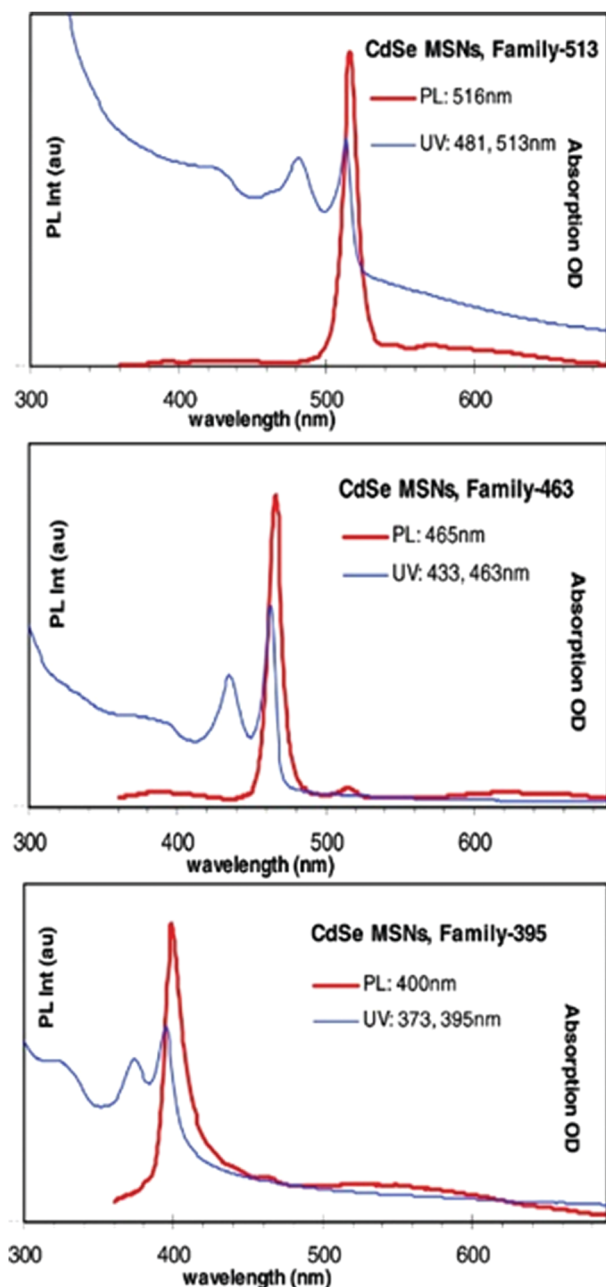 CdSe MSNs, Family-513
PL: 516nm
UV: 481, 513nm
PL Int (au)
Absorption OD
300 400 500 600
wavelength (nm)
CdSe MSNs, Family-463
PL: 465nm
UV: 433, 463nm
PL Int (au)
Absorption OD
300 400 500 600
wavelength (nm)
CdSe MSNs, Family-395
PL: 400nm
UV: 373, 395nm
PL Int (au)
Absorption OD
300 400 500 600
wavelength (nm)